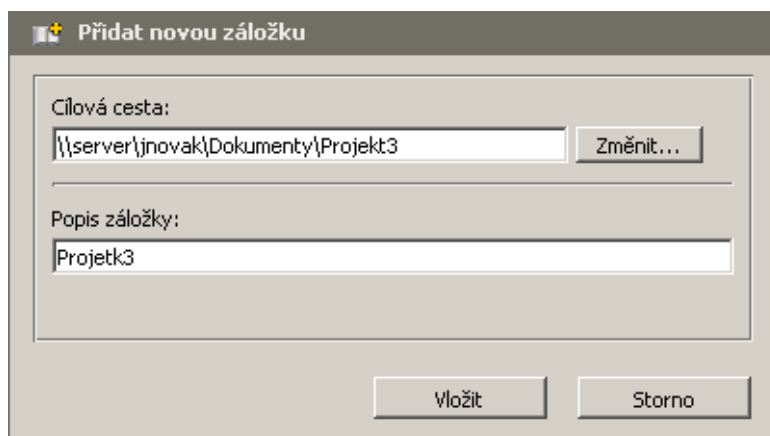 Přidat novou záložku
Cílová cesta:
\\server\jnovak\Dokumenty\Projekt3
Změnit...
Popis záložky:
Projetk3
Vložit
Storno